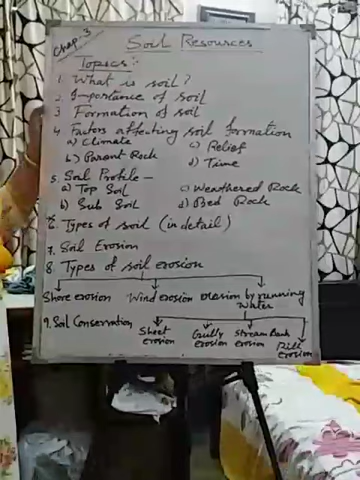 Chap: 3
Soil Resources
Topics:-
1. What is soil?
2. Importance of soil
3 Formation of soil
4 Factors affecting soil formation
a) Climate c) Relief
b) Parent Rock d) Time
5. Soil Profile -
a) Top Soil c) Weathered Rock
b) Sub Soil d) Bed Rock
6. Types of soil (in detail)
7. Soil Erosion
8. Types of soil erosion
Shore erosion Wind erosion Erosion by running
Water
9. Soil Conservation
Sheet erosion Gully erosion Stream Bank erosion Rill erosion